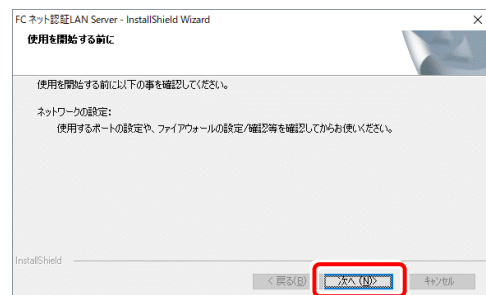 FC ネット認証LAN Server - InstallShield Wizard
使用を開始する前に
使用を開始する前に以下の事を確認してください。
ネットワークの設定:
使用するポートの設定や、ファイアウォールの設定/確認等を確認してからお使いください。
InstallShield
< 戻る(B) 次へ (N)> キャンセル